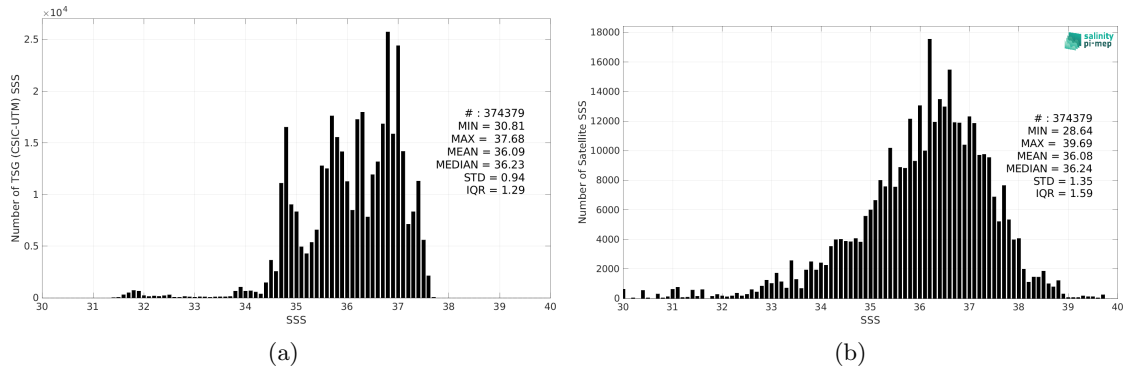 ×10⁴
2.5
2
1.5
1
0.5
0
30 31 32 33 34 35 36 37 38 39 40
SSS
Number of TSG (CSIC-UTM) SSS
# : 374379
MIN = 30.81
MAX = 37.68
MEAN = 36.09
MEDIAN = 36.23
STD = 0.94
IQR = 1.29
(a)
18000
16000
14000
12000
10000
8000
6000
4000
2000
0
30 31 32 33 34 35 36 37 38 39 40
SSS
Number of Satellite SSS
salinity
pi-mep
# : 374379
MIN = 28.64
MAX = 39.69
MEAN = 36.08
MEDIAN = 36.24
STD = 1.35
IQR = 1.59
(b)